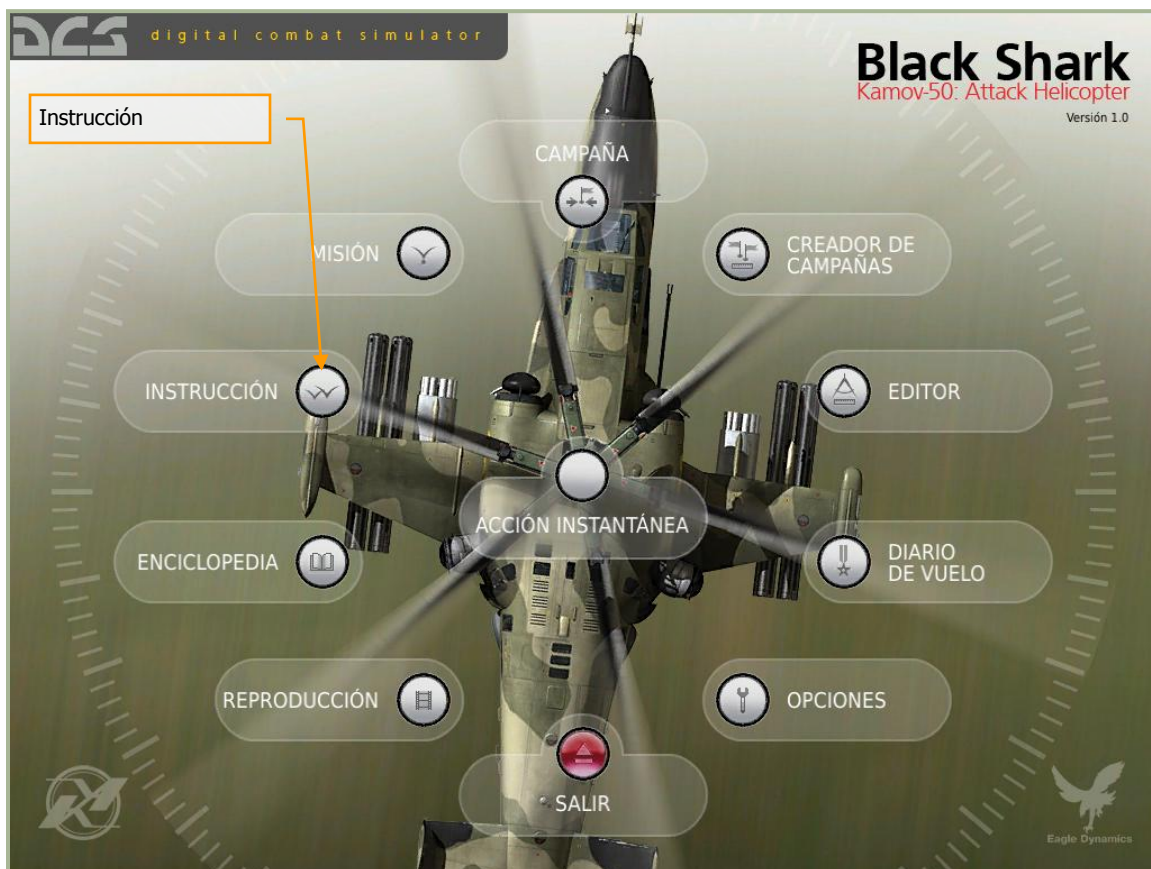 DCS digital combat simulator
Black Shark
Kamov-50: Attack Helicopter
Versión 1.0
Instrucción
CAMPAÑA
MISIÓN
CREADOR DE
CAMPAÑAS
INSTRUCCIÓN
EDITOR
ACCIÓN INSTANTÁNEA
ENCICLOPEDIA
DIARIO
DE VUELO
REPRODUCCIÓN
OPCIONES
SALIR
Eagle Dynamics